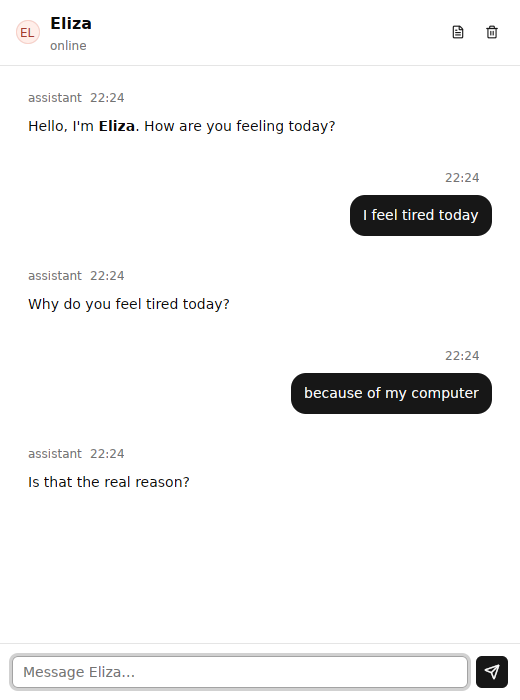 EL
Eliza
online
assistant 22:24
Hello, I'm Eliza. How are you feeling today?
22:24
I feel tired today
assistant 22:24
Why do you feel tired today?
22:24
because of my computer
assistant 22:24
Is that the real reason?
Message Eliza...